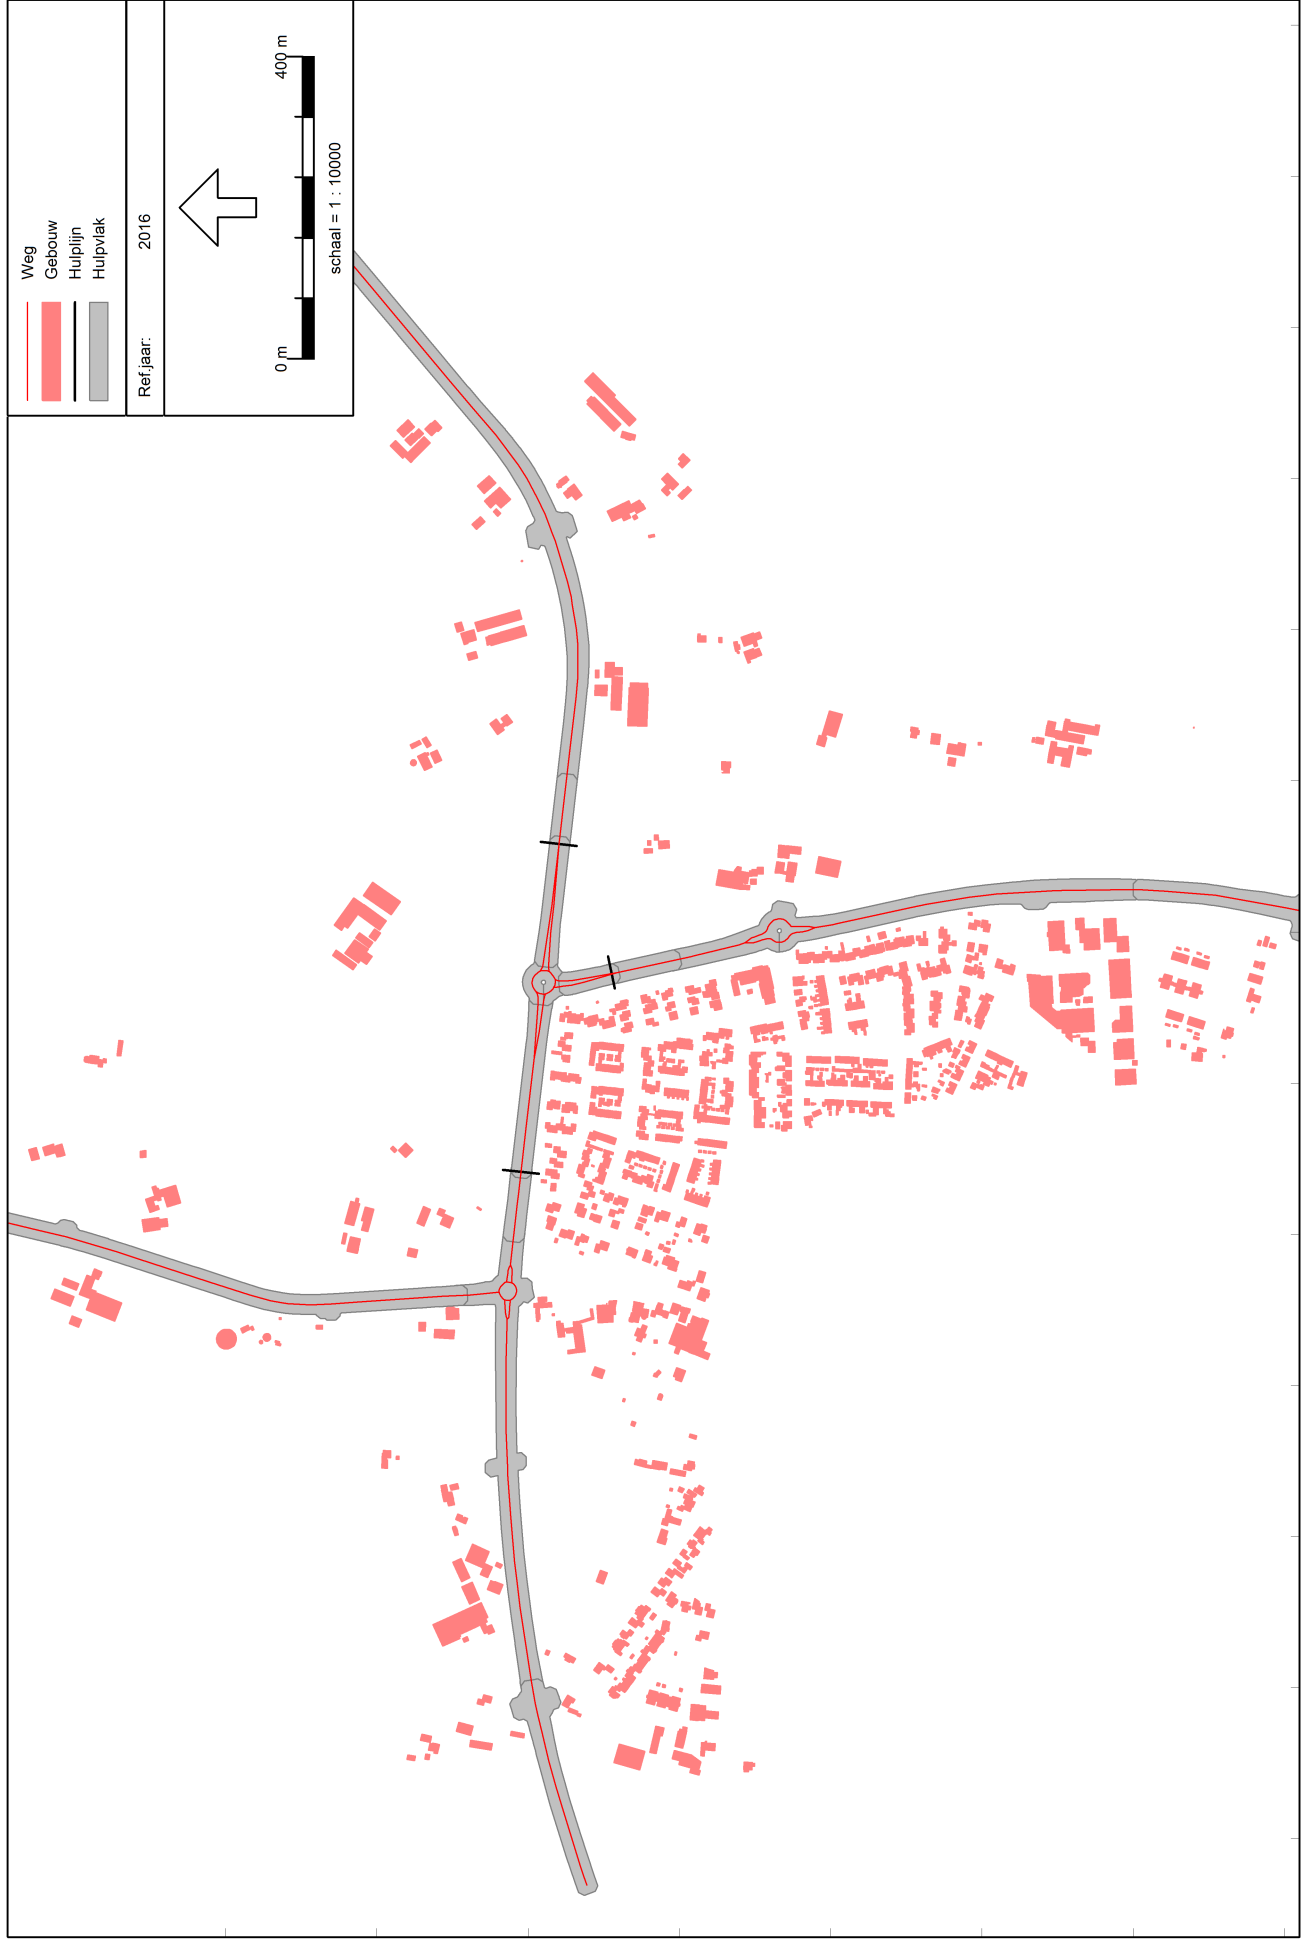 Weg
Gebouw
Hulplijn
Hulpvlak
Ref.jaar: 2016
0 m 400 m
schaal = 1 : 10000